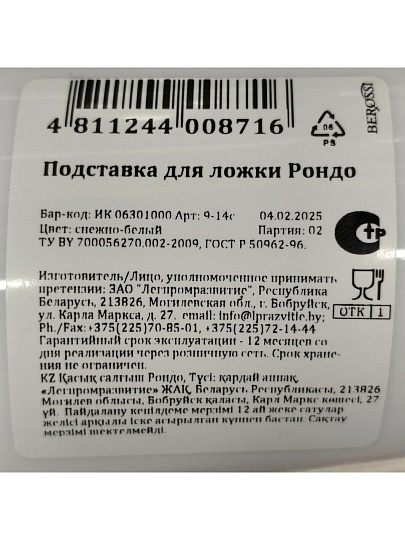 BEROSSI
4 811244 008716
06
PS
Подставка для ложки Рондо
Бар-код: ИК 06301000 Арт: 9-14с 04.02.2025
Цвет: снежно-белый Партия: 02
ТУ BY 700056270.002-2009, ГОСТ Р 50962-96.
Изготовитель/Лицо, уполномоченное принимать
претензии: ЗАО "Легпромразвитие", Республика
Беларусь, 213826, Могилевская обл., г. Бобруйск,
ул. Карла Маркса, д. 27. email: info@lprazvitie.by;
Ph./Fax:+375(225)70-85-01, +375(225)72-14-44
ОТК 1
Гарантийный срок эксплуатации - 12 месяцев со
дня реализации через розничную сеть. Срок хране-
ния не ограничен.
KZ Қасық салғыш Рондо, Түсі: қардай аппақ,
«Легпромразвитие» ЖАҚ, Беларусь Республикасы, 213826
Могилев облысы, Бобруйск қаласы, Карл Маркс көшесі, 27
үй. Пайдалану кепілдеме мерзімі 12 ай жеке сатулар
желісі арқылы іске асырылған күннен бастап. Сақтау
мерзімі шектелмейді.